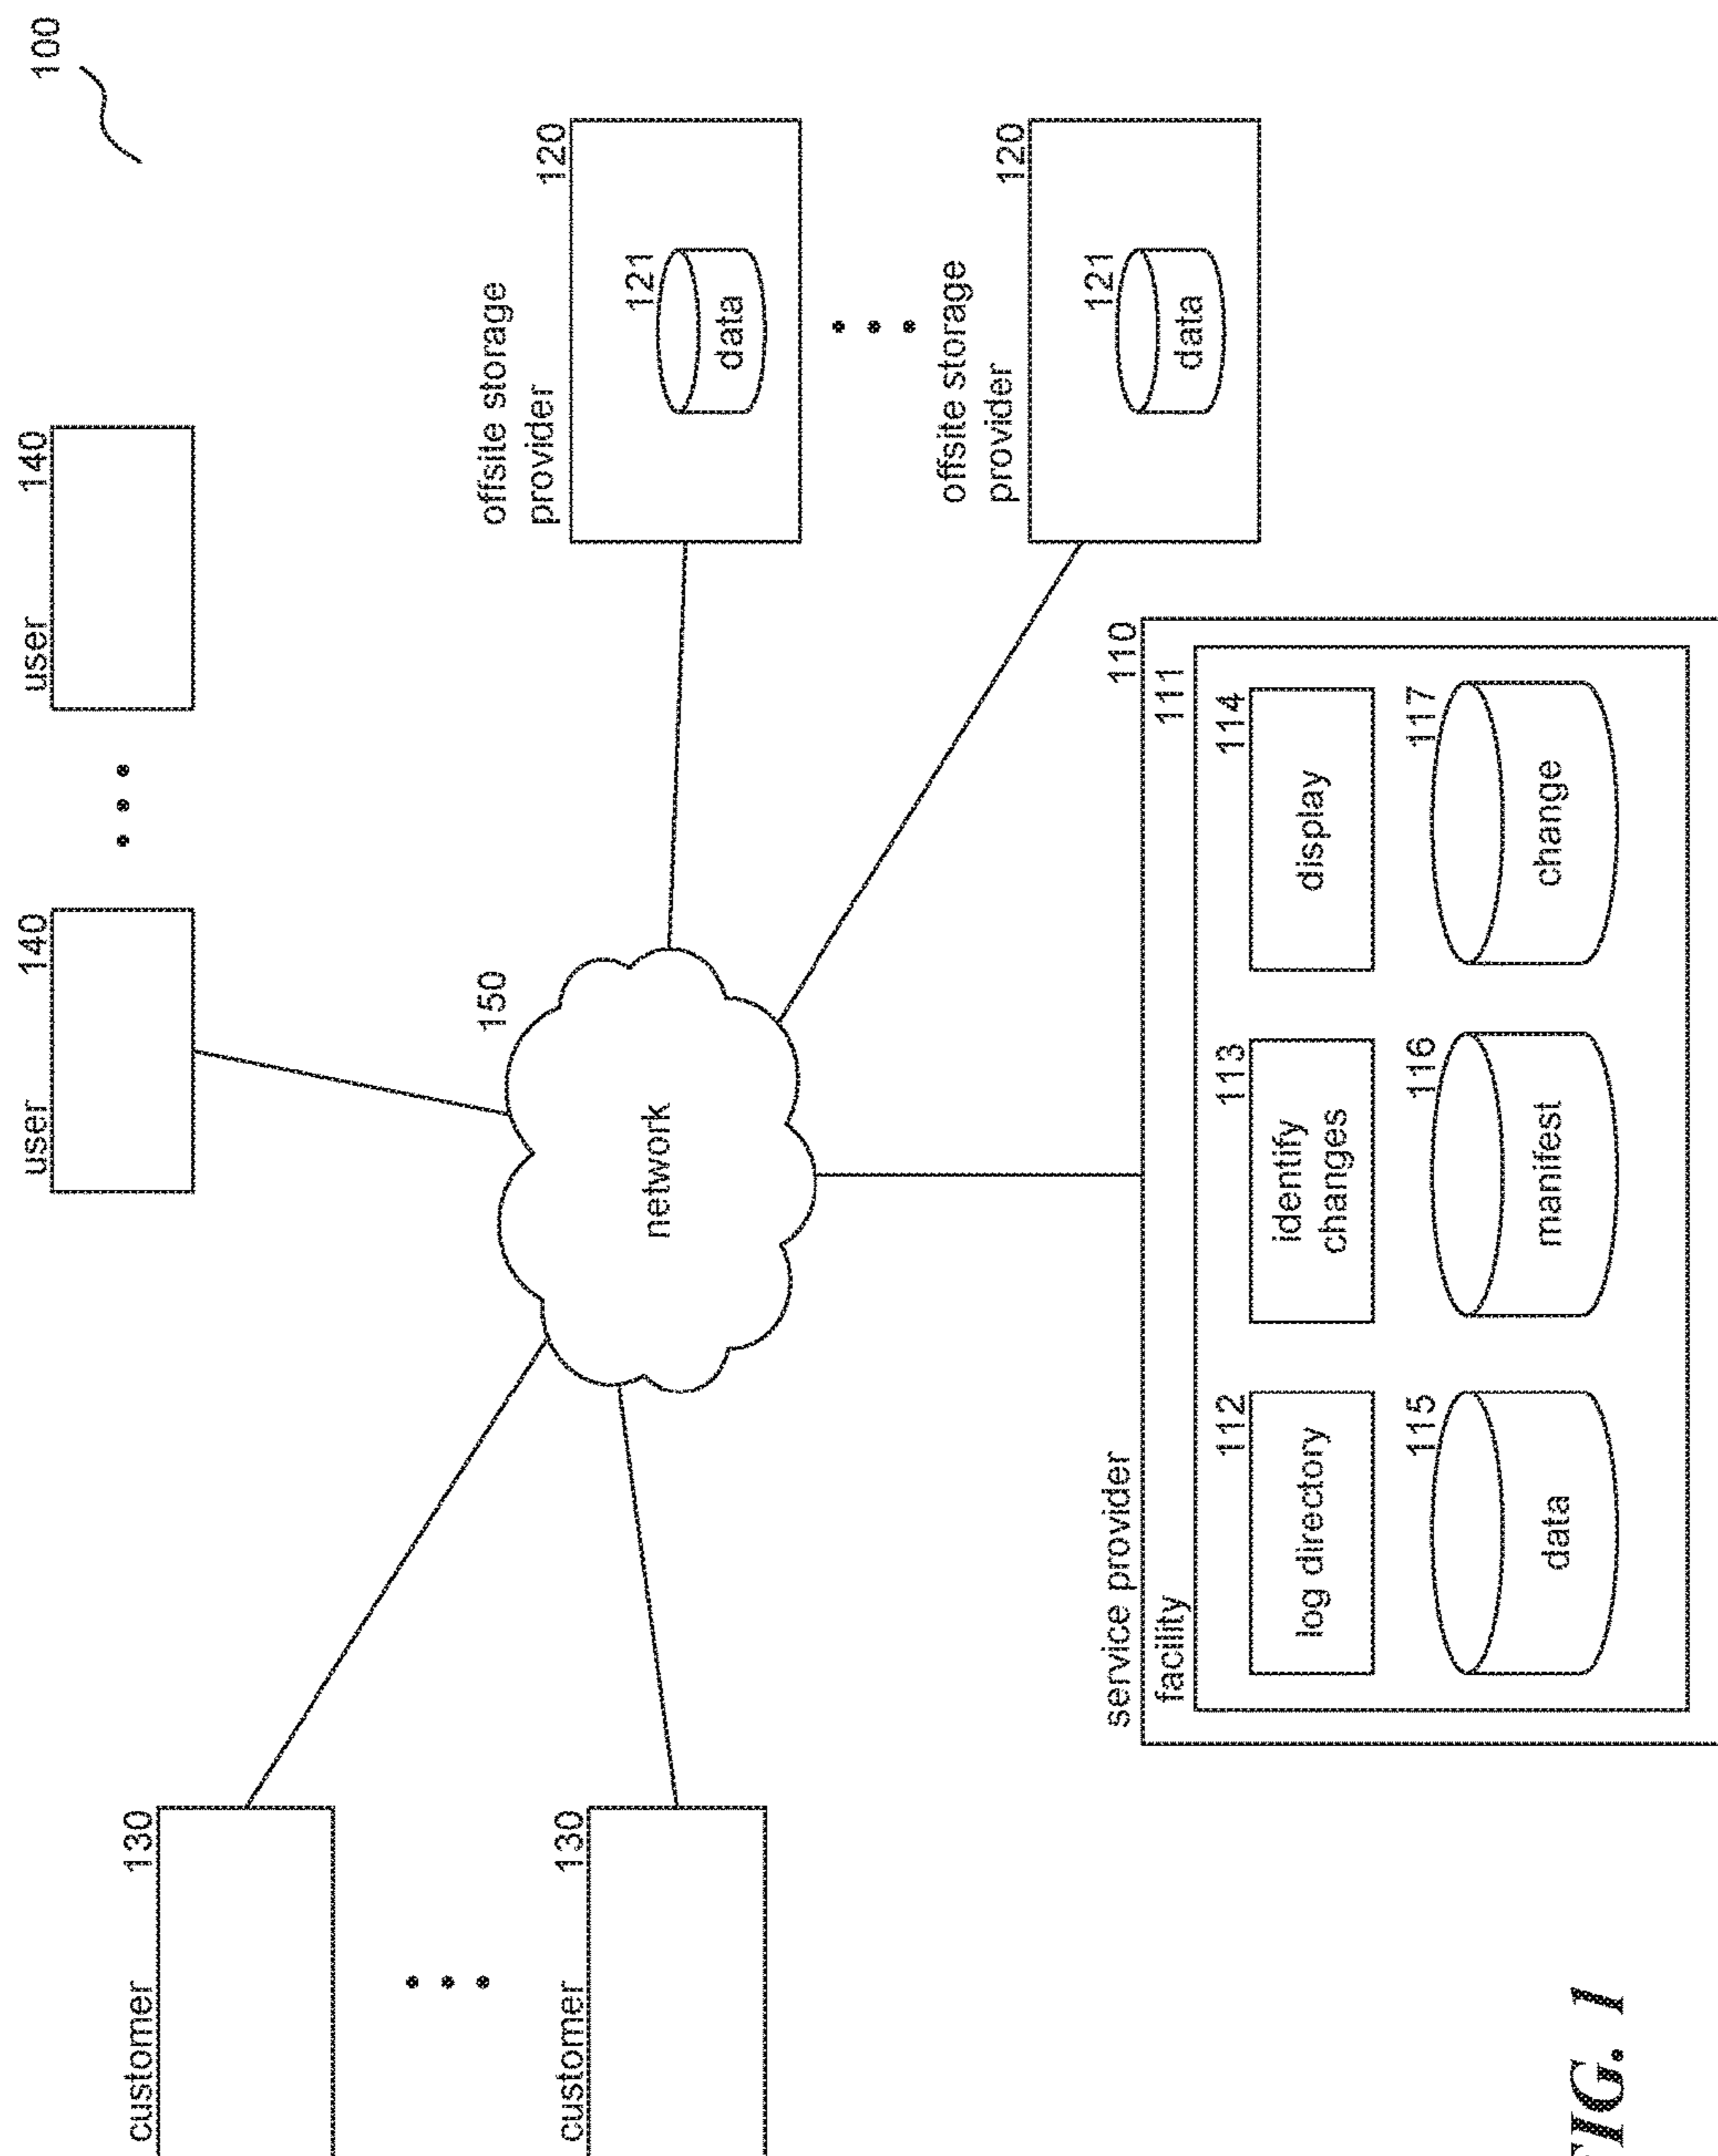 100
user 140
user 140
customer 130
customer 130
150
network
offsite storage
provider 120
121
data
offsite storage
provider 120
121
data
service provider 110
facility 111
112
log directory
113
identify
changes
114
display
115
data
116
manifest
117
change
FIG. 1